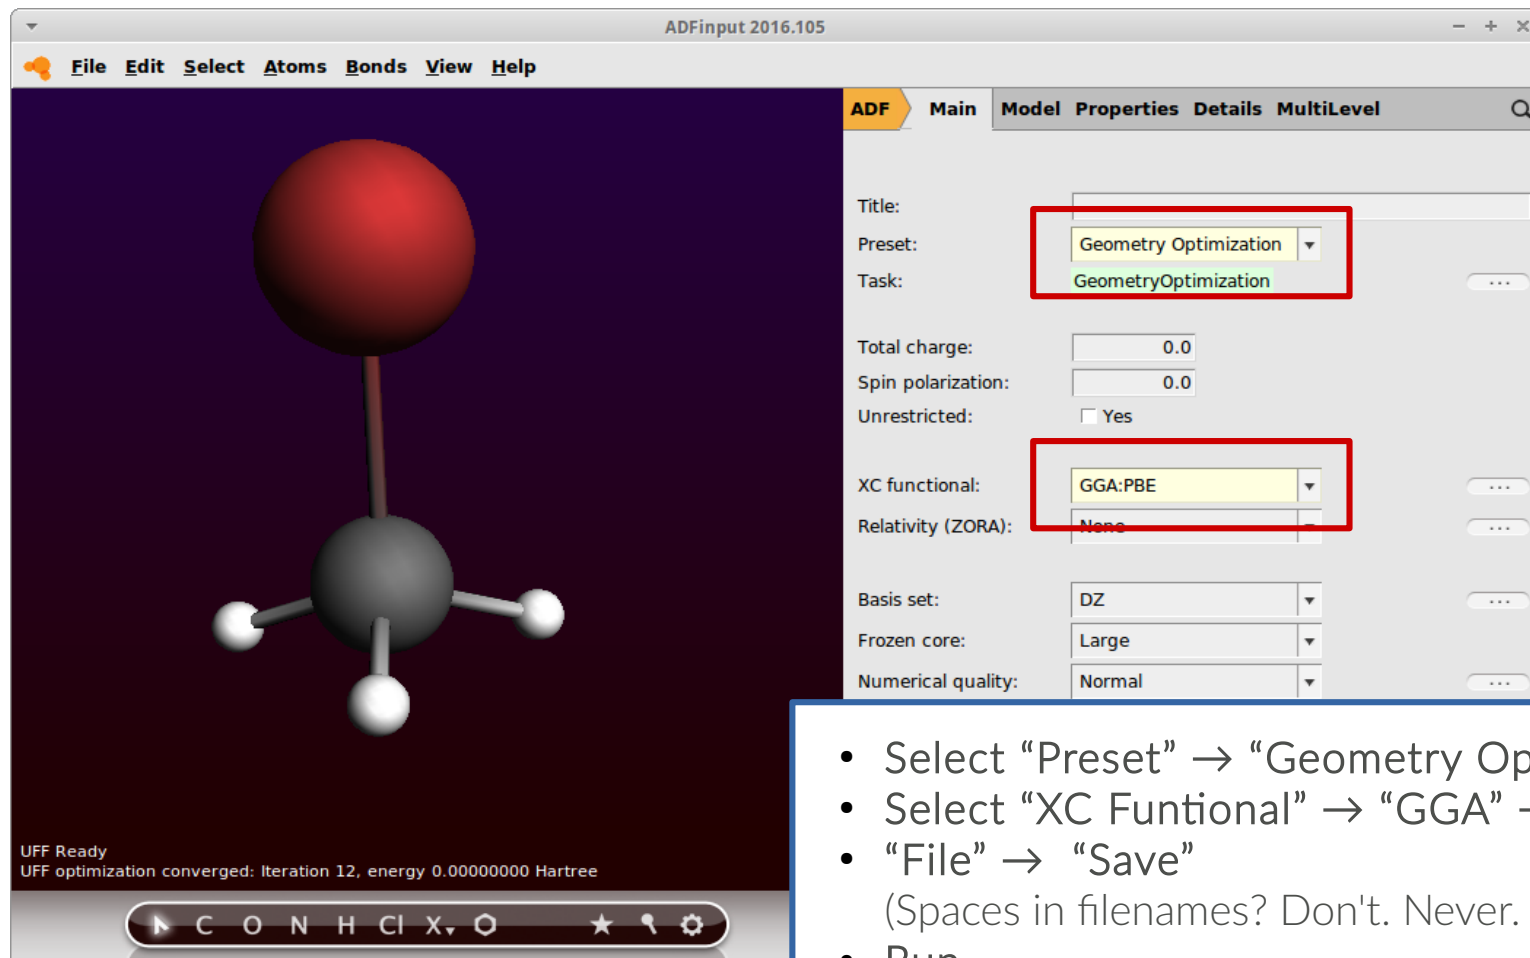 ADFinput 2016.105
File Edit Select Atoms Bonds View Help
ADF Main Model Properties Details MultiLevel
Title:
Preset: Geometry Optimization
Task: GeometryOptimization
Total charge: 0.0
Spin polarization: 0.0
Unrestricted: Yes
XC functional: GGA:PBE
Relativity (ZORA): None
Basis set: DZ
Frozen core: Large
Numerical quality: Normal
• Select “Preset” → “Geometry Op
• Select “XC Funtional” → “GGA”
• “File” → “Save”
(Spaces in filenames? Don't. Never.
• Run
UFF Ready
UFF optimization converged: Iteration 12, energy 0.00000000 Hartree
C O N H Cl X